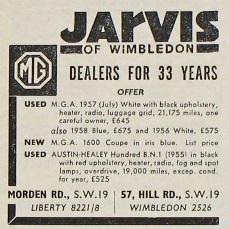 JARVIS
OF WIMBLEDON
MG
DEALERS FOR 33 YEARS
OFFER
USED M.G.A. 1957 (July) White with black upholstery,
heater, radio, luggage grid, 21,175 miles, one
careful owner, £645
also 1958 Blue, £675 and 1956 White, £575
NEW M.G.A. 1600 Coupe in blue. List price
USED AUSTIN-HEALEY Hundred B.N.1 (1955) in black
with red upholstery, heater, radio, fog and spot
lamps, overdrive, 19,000 miles, excep. cond.
for year, £525
MORDEN RD., S.W.19 57, HILL RD., S.W.19
LIBERTY 8221/8 WIMBLEDON 2526